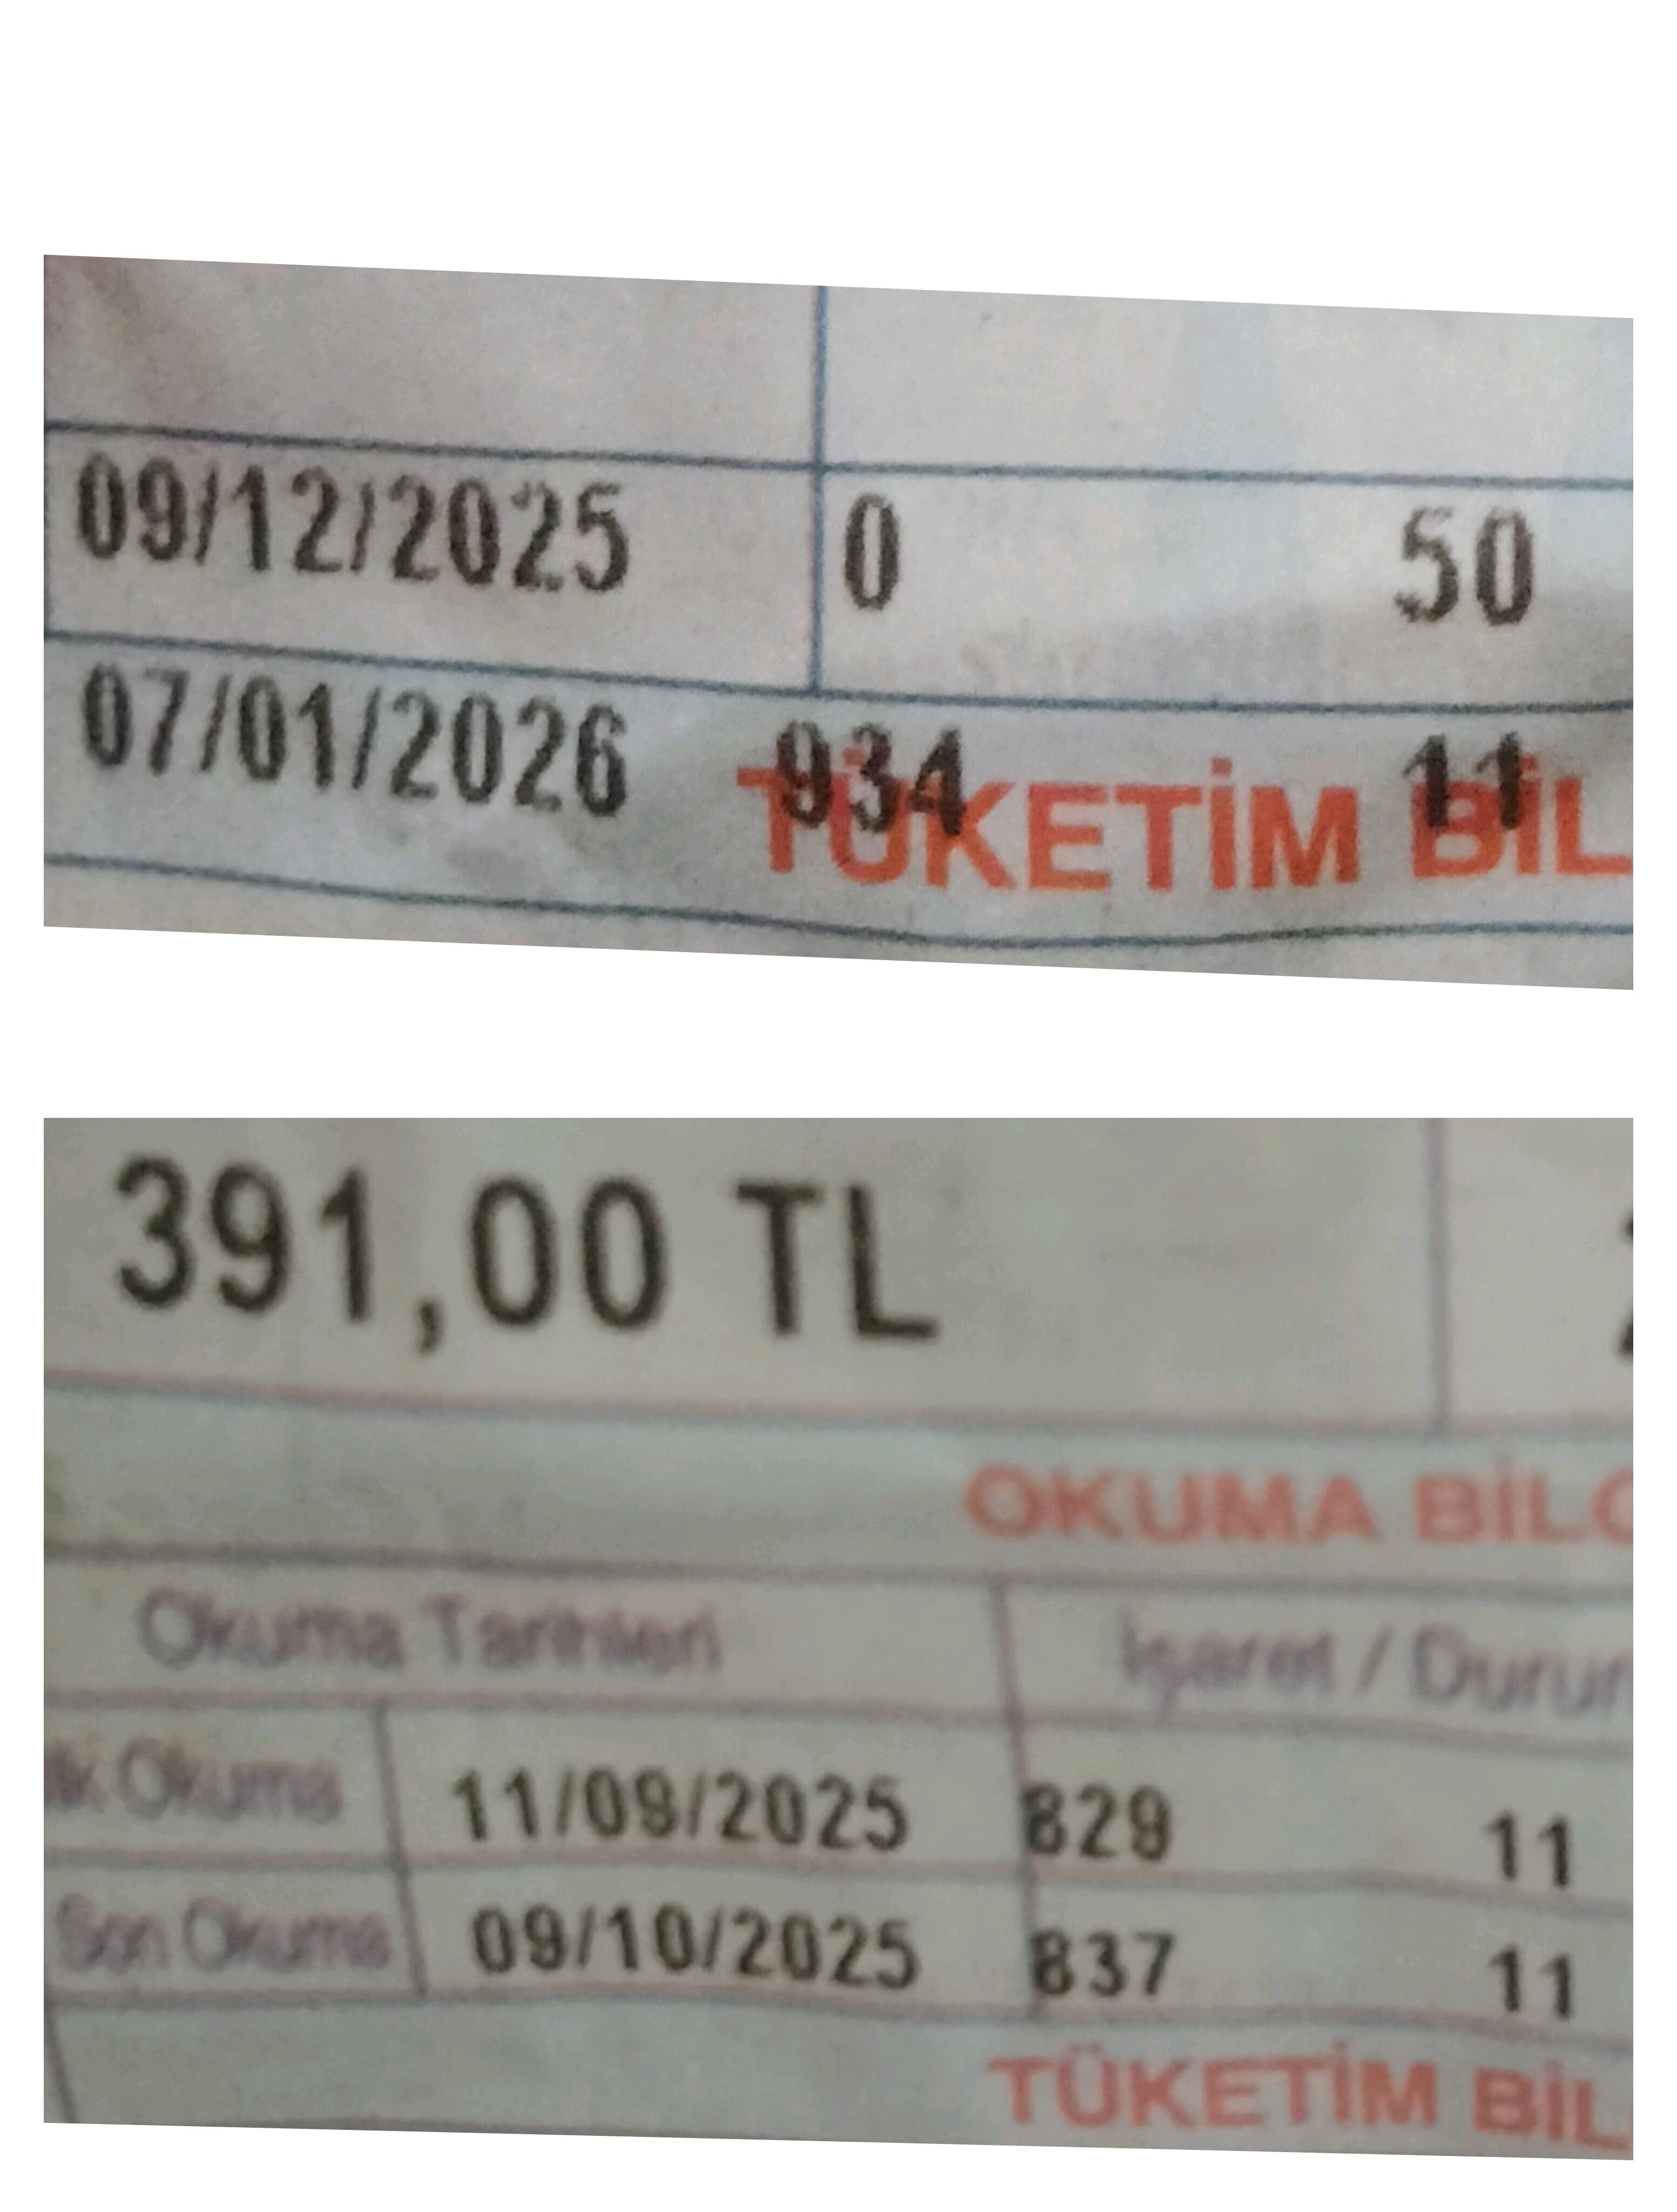 09/12/2025 0 50
07/01/2026 934 11
TÜKETİM BİL
391,00 TL
OKUMA BİLG
Okuma Tarihleri İşaret / Durum
lk Okuma 11/09/2025 829 11
Son Okuma 09/10/2025 837 11
TÜKETİM BİL